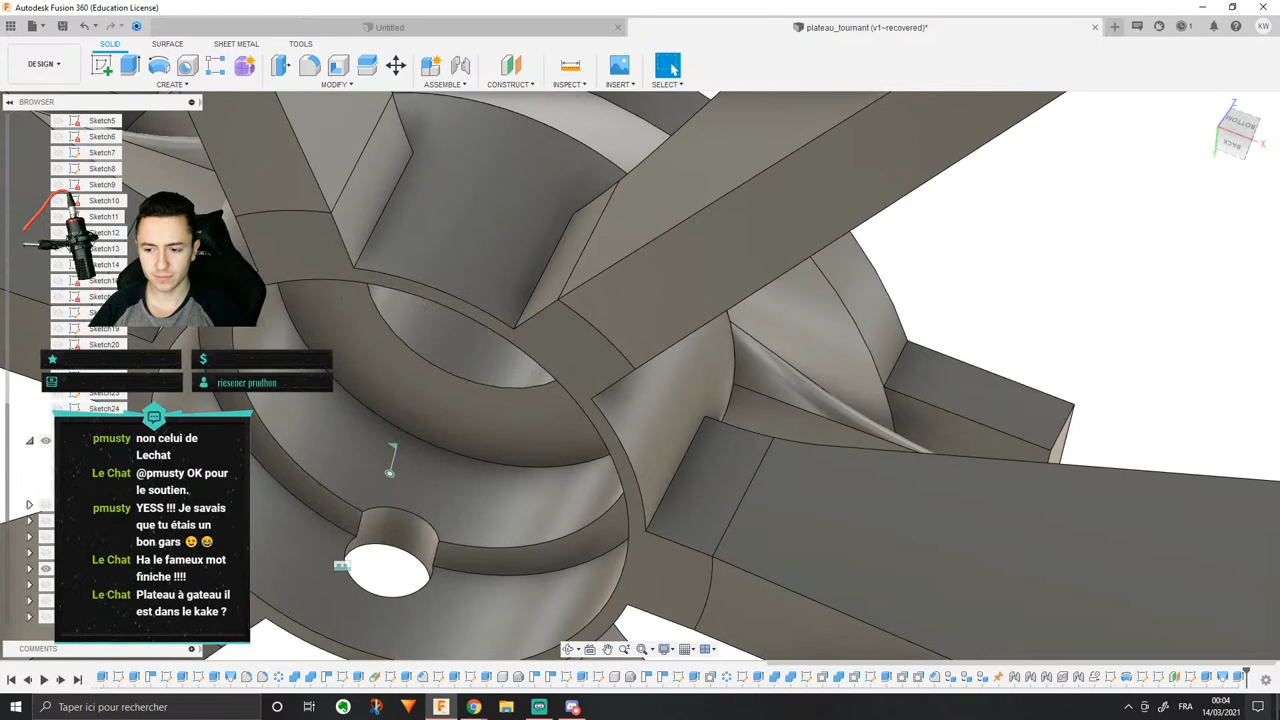 Autodesk Fusion 360 (Education License)
Untitled
plateau_tournant (v1~recovered)*
1
KW
SOLID SURFACE SHEET METAL TOOLS
DESIGN
CREATE MODIFY ASSEMBLE CONSTRUCT INSPECT INSERT SELECT
BROWSER
Sketch5
Sketch6
Sketch7
Sketch8
Sketch9
Sketch10
Sketch11
Sketch12
Sketch13
Sketch19
Sketch20
Sketch24
Z
BOTTOM
BACK
X
$
riesener prudhon
pmusty non celui de
Lechat
Le Chat @pmusty OK pour
le soutien.
pmusty YESS !!! Je savais
que tu étais un
bon gars 😉 😂
Le Chat Ha le fameux mot
finiche !!!!
Le Chat Plateau à gateau il
est dans le kake ?
COMMENTS
Taper ici pour rechercher
FRA
00:04
14/03/2021